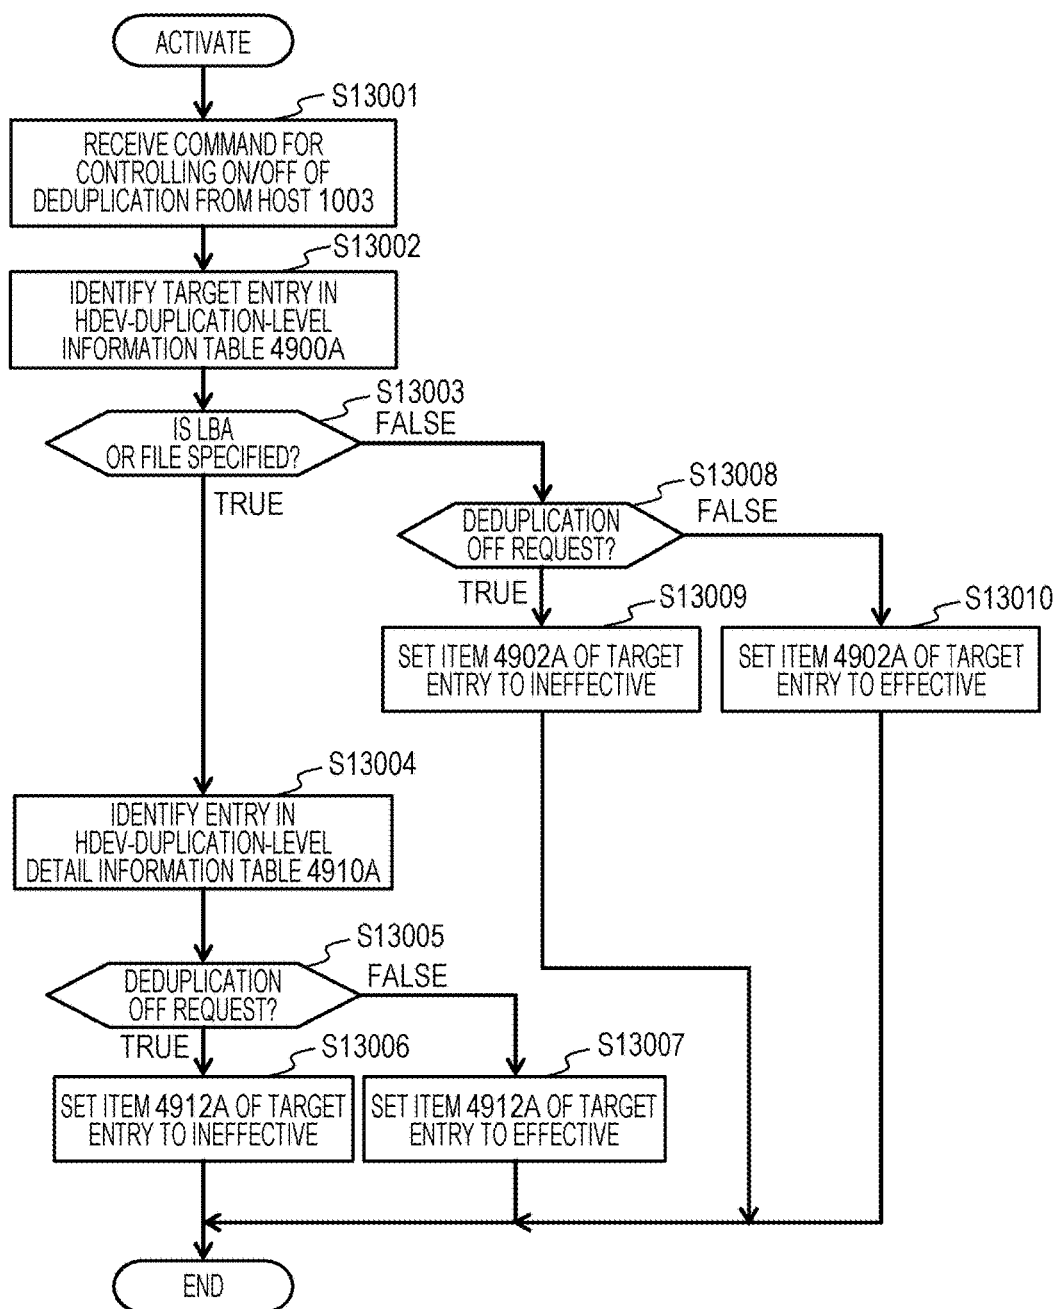 ACTIVATE
S13001
RECEIVE COMMAND FOR
CONTROLLING ON/OFF OF
DEDUPLICATION FROM HOST 1003
S13002
IDENTIFY TARGET ENTRY IN
HDEV-DUPLICATION-LEVEL
INFORMATION TABLE 4900A
S13003
IS LBA
OR FILE SPECIFIED?
FALSE
TRUE
S13008
DEDUPLICATION
OFF REQUEST?
FALSE
TRUE
S13009
SET ITEM 4902A OF TARGET
ENTRY TO INEFFECTIVE
S13010
SET ITEM 4902A OF TARGET
ENTRY TO EFFECTIVE
S13004
IDENTIFY ENTRY IN
HDEV-DUPLICATION-LEVEL
DETAIL INFORMATION TABLE 4910A
S13005
DEDUPLICATION
OFF REQUEST?
FALSE
TRUE
S13006
SET ITEM 4912A OF TARGET
ENTRY TO INEFFECTIVE
S13007
SET ITEM 4912A OF TARGET
ENTRY TO EFFECTIVE
END